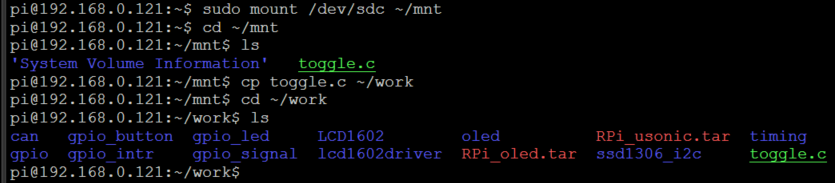 pi@192.168.0.121:~$ sudo mount /dev/sdc ~/mnt
pi@192.168.0.121:~$ cd ~/mnt
pi@192.168.0.121:~/mnt$ ls
'System Volume Information'   toggle.c
pi@192.168.0.121:~/mnt$ cp toggle.c ~/work
pi@192.168.0.121:~/mnt$ cd ~/work
pi@192.168.0.121:~/work$ ls
can   gpio_button  gpio_led     LCD1602        oled          RPi_usonic.tar  timing
gpio  gpio_intr    gpio_signal  lcd1602driver  RPi_oled.tar  ssd1306_i2c     toggle.c
pi@192.168.0.121:~/work$